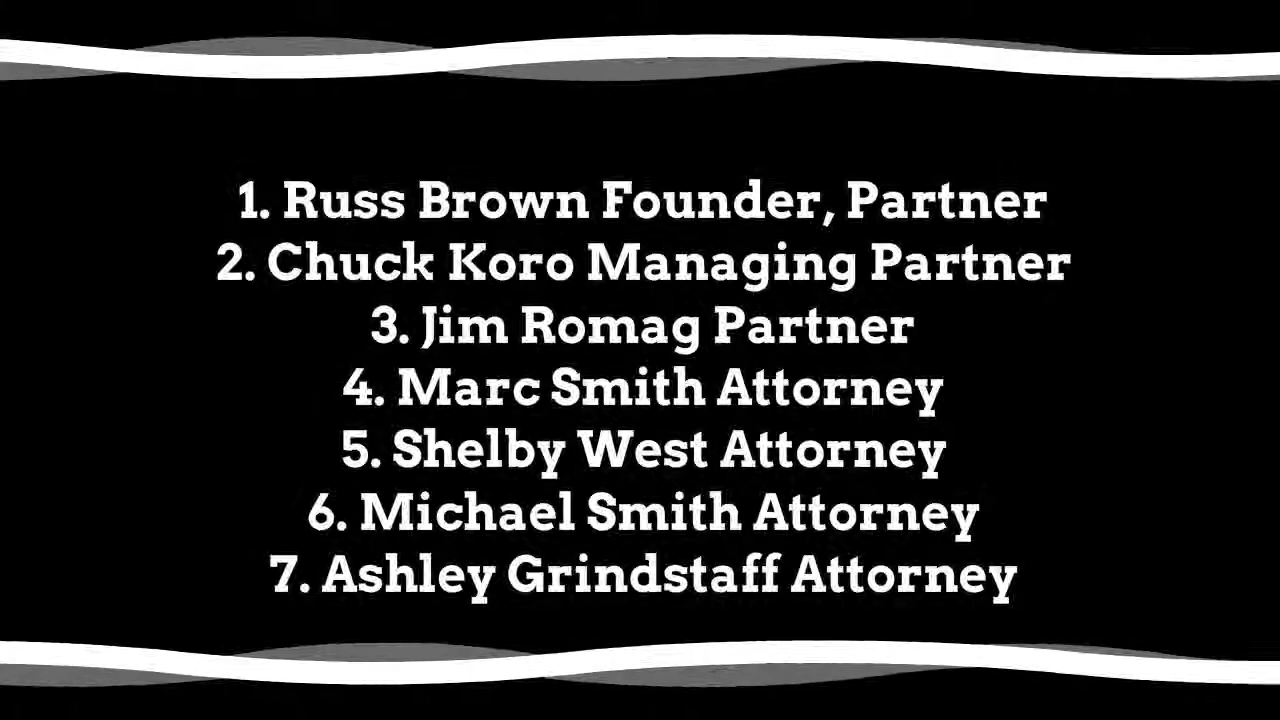 1. Russ Brown Founder, Partner
2. Chuck Koro Managing Partner
3. Jim Romag Partner
4. Marc Smith Attorney
5. Shelby West Attorney
6. Michael Smith Attorney
7. Ashley Grindstaff Attorney